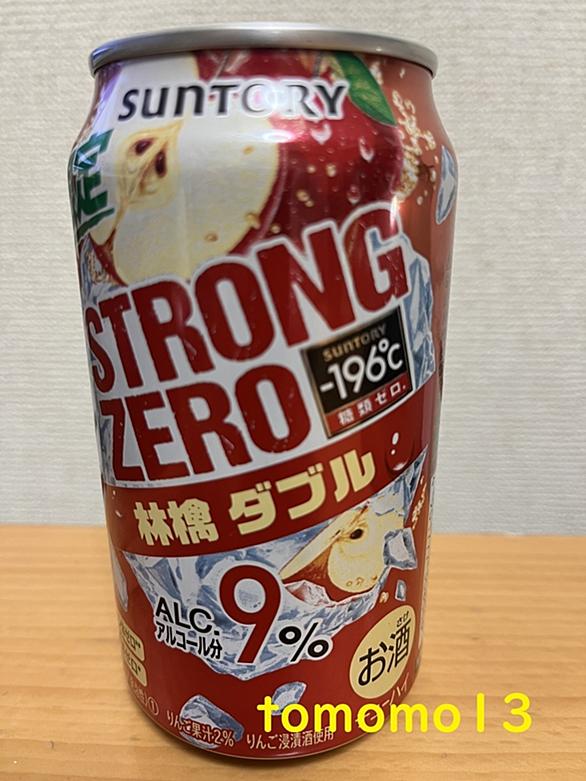 SUNTORY
STRONG
ZERO
SUNTORY
-196℃
糖類ゼロ.
林檎 ダブル
ALC.
アルコール分
9%
さけ
お酒
りんご果汁2% りんご浸漬酒使用
tomomo13